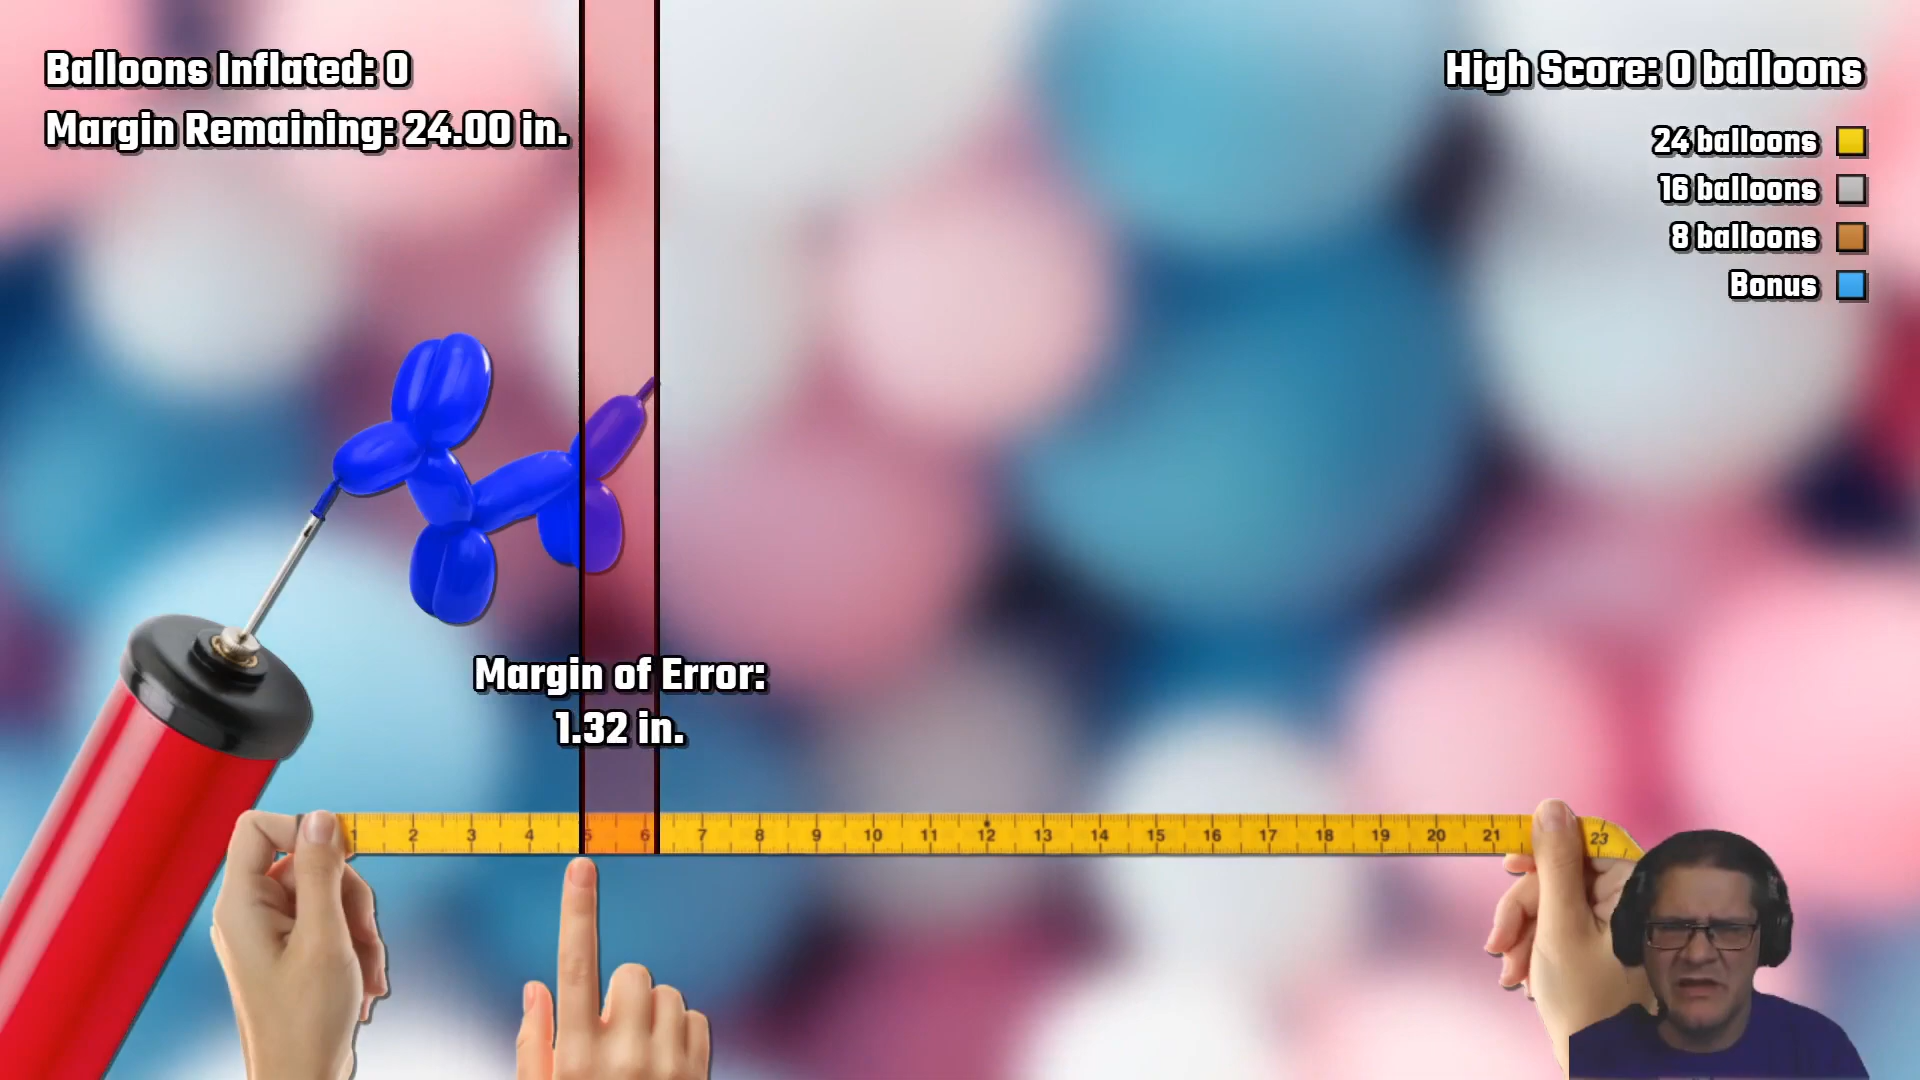 Balloons Inflated: 0
Margin Remaining: 24.00 in.
High Score: 0 balloons
24 balloons
16 balloons
8 balloons
Bonus
Margin of Error:
1.32 in.
1 2 3 4 5 6 7 8 9 10 11 12 13 14 15 16 17 18 19 20 21 23